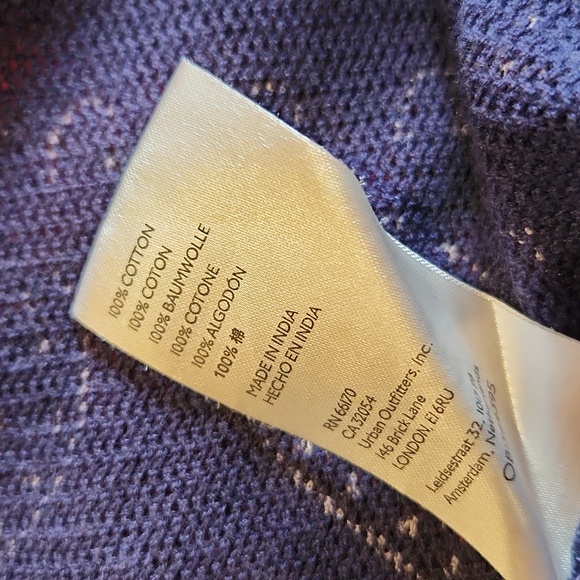 100% COTTON
100% COTON
100% BAUMWOLLE
100% COTONE
100% ALGODÓN
100% 棉
MADE IN INDIA
HECHO EN INDIA
RN 66170
CA 32054
Urban Outfitters, Inc.
146 Brick Lane
LONDON, E1 6RU
Leidsestraat 32,
Amsterdam,